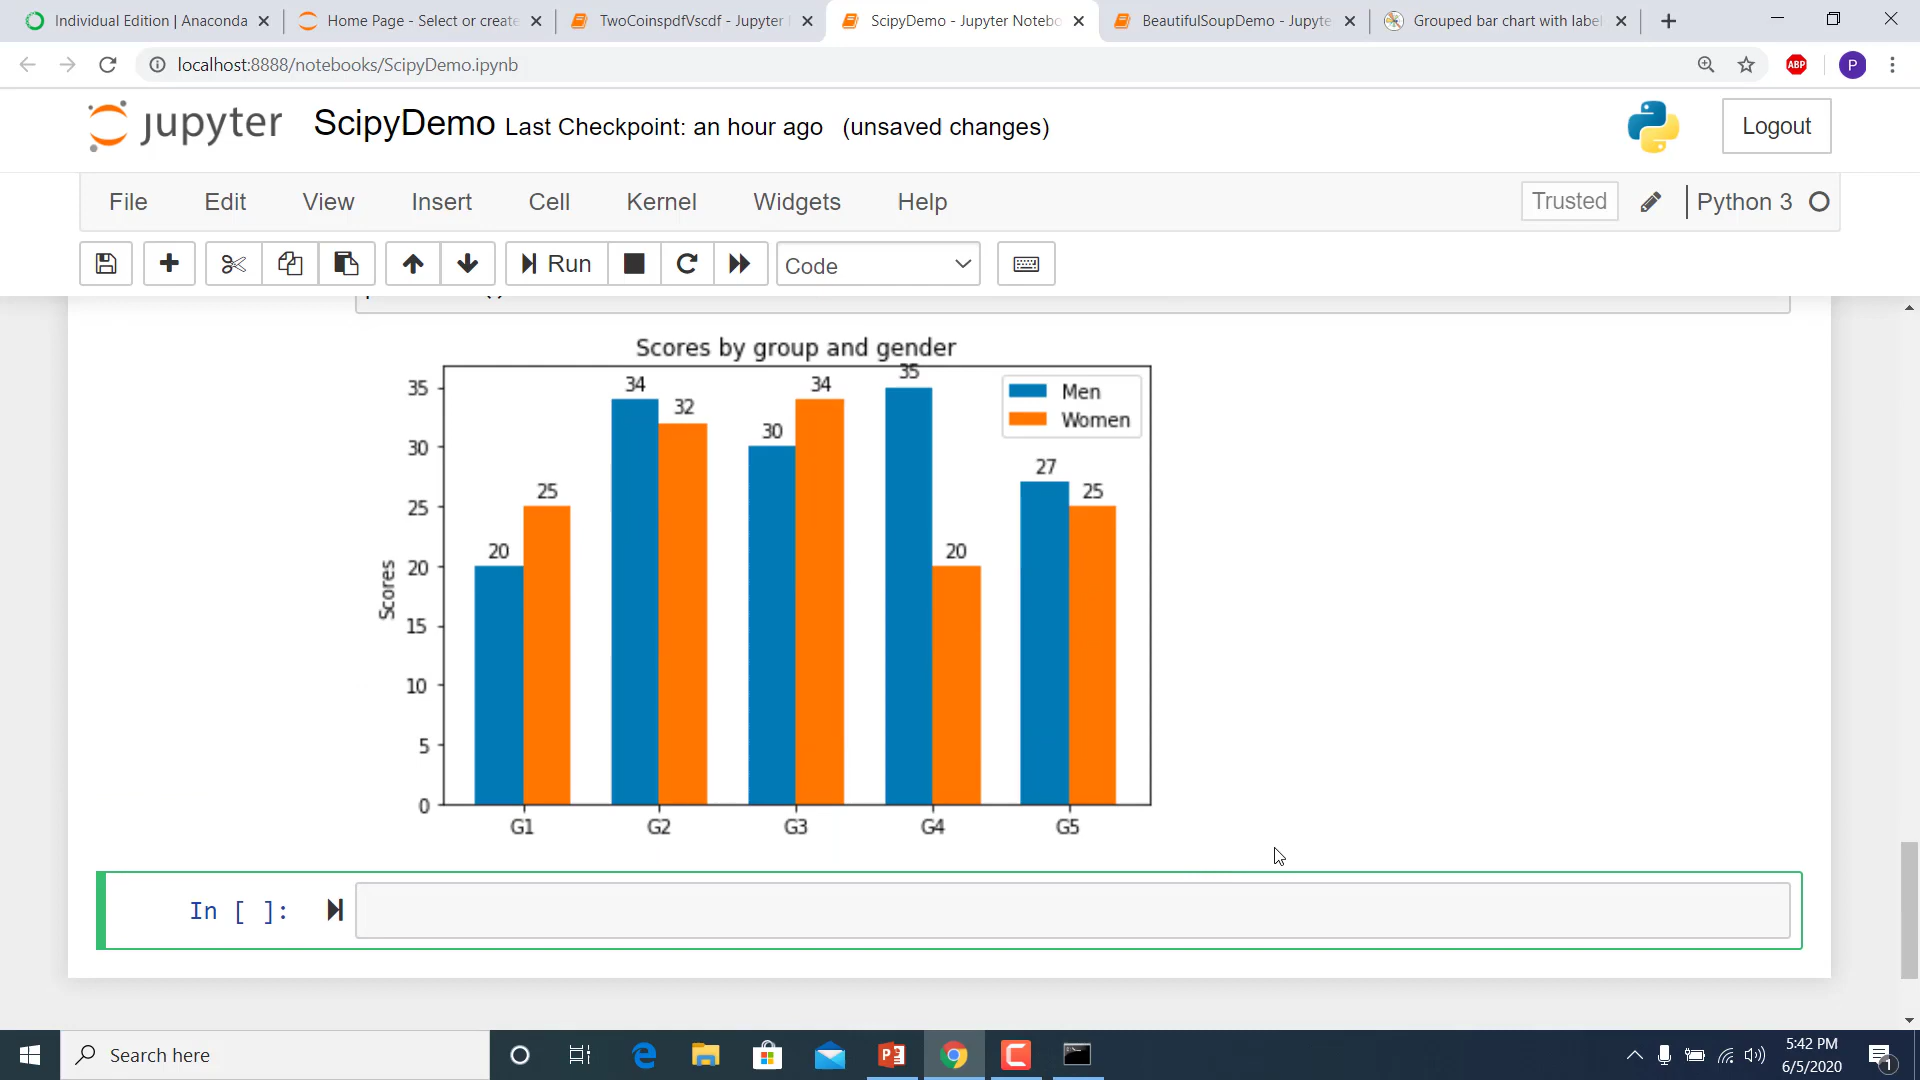 Individual Edition | Anaconda
Home Page - Select or create
TwoCoinspdfVscdf - Jupyter
ScipyDemo - Jupyter Notebo
BeautifulSoupDemo - Jupyte
Grouped bar chart with label
localhost:8888/notebooks/ScipyDemo.ipynb
ABP
P
jupyter ScipyDemo Last Checkpoint: an hour ago (unsaved changes)
Logout
File Edit View Insert Cell Kernel Widgets Help
Trusted
Python 3
Run
Code
Scores by group and gender
35
30
25
20
15
10
5
0
Scores
20
25
34
32
30
34
35
20
27
25
Men
Women
G1 G2 G3 G4 G5
In [ ]:
Search here
5:42 PM
6/5/2020
1